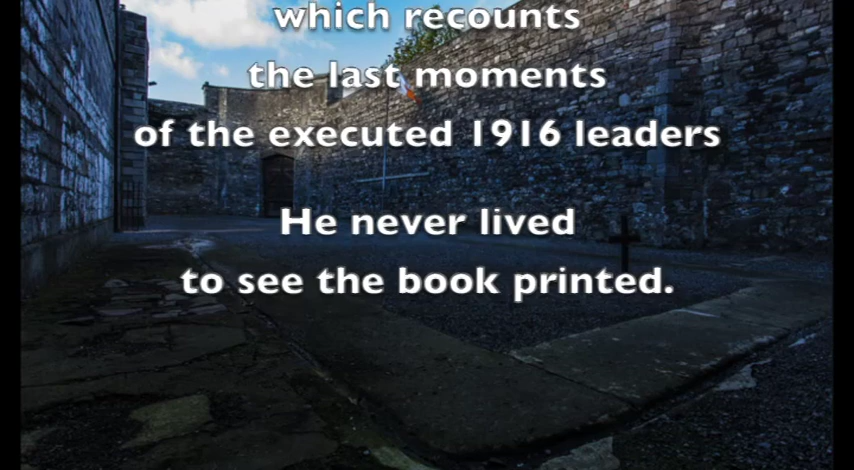 which recounts
the last moments
of the executed 1916 leaders
He never lived
to see the book printed.